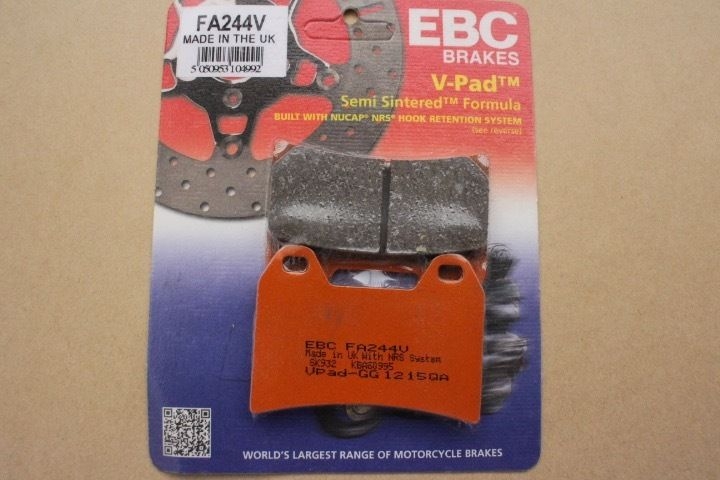 FA244V
MADE IN THE UK
5 050953 104992
EBC
BRAKES
V-Pad™
Semi Sintered™ Formula
BUILT WITH NUCAP® NRS® HOOK RETENTION SYSTEM
(see reverse)
EBC FA244V
Made in UK With NRS System
SK932 KBA60995
VPad-GG 1215QA
WORLD'S LARGEST RANGE OF MOTORCYCLE BRAKES